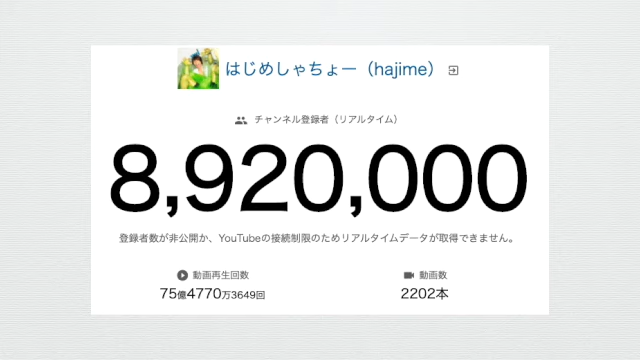 はじめしゃちょー（hajime）
チャンネル登録者（リアルタイム）
8,920,000
登録者数が非公開か、YouTubeの接続制限のためリアルタイムデータが取得できません。
動画再生回数 動画数
75億4770万3649回 2202本